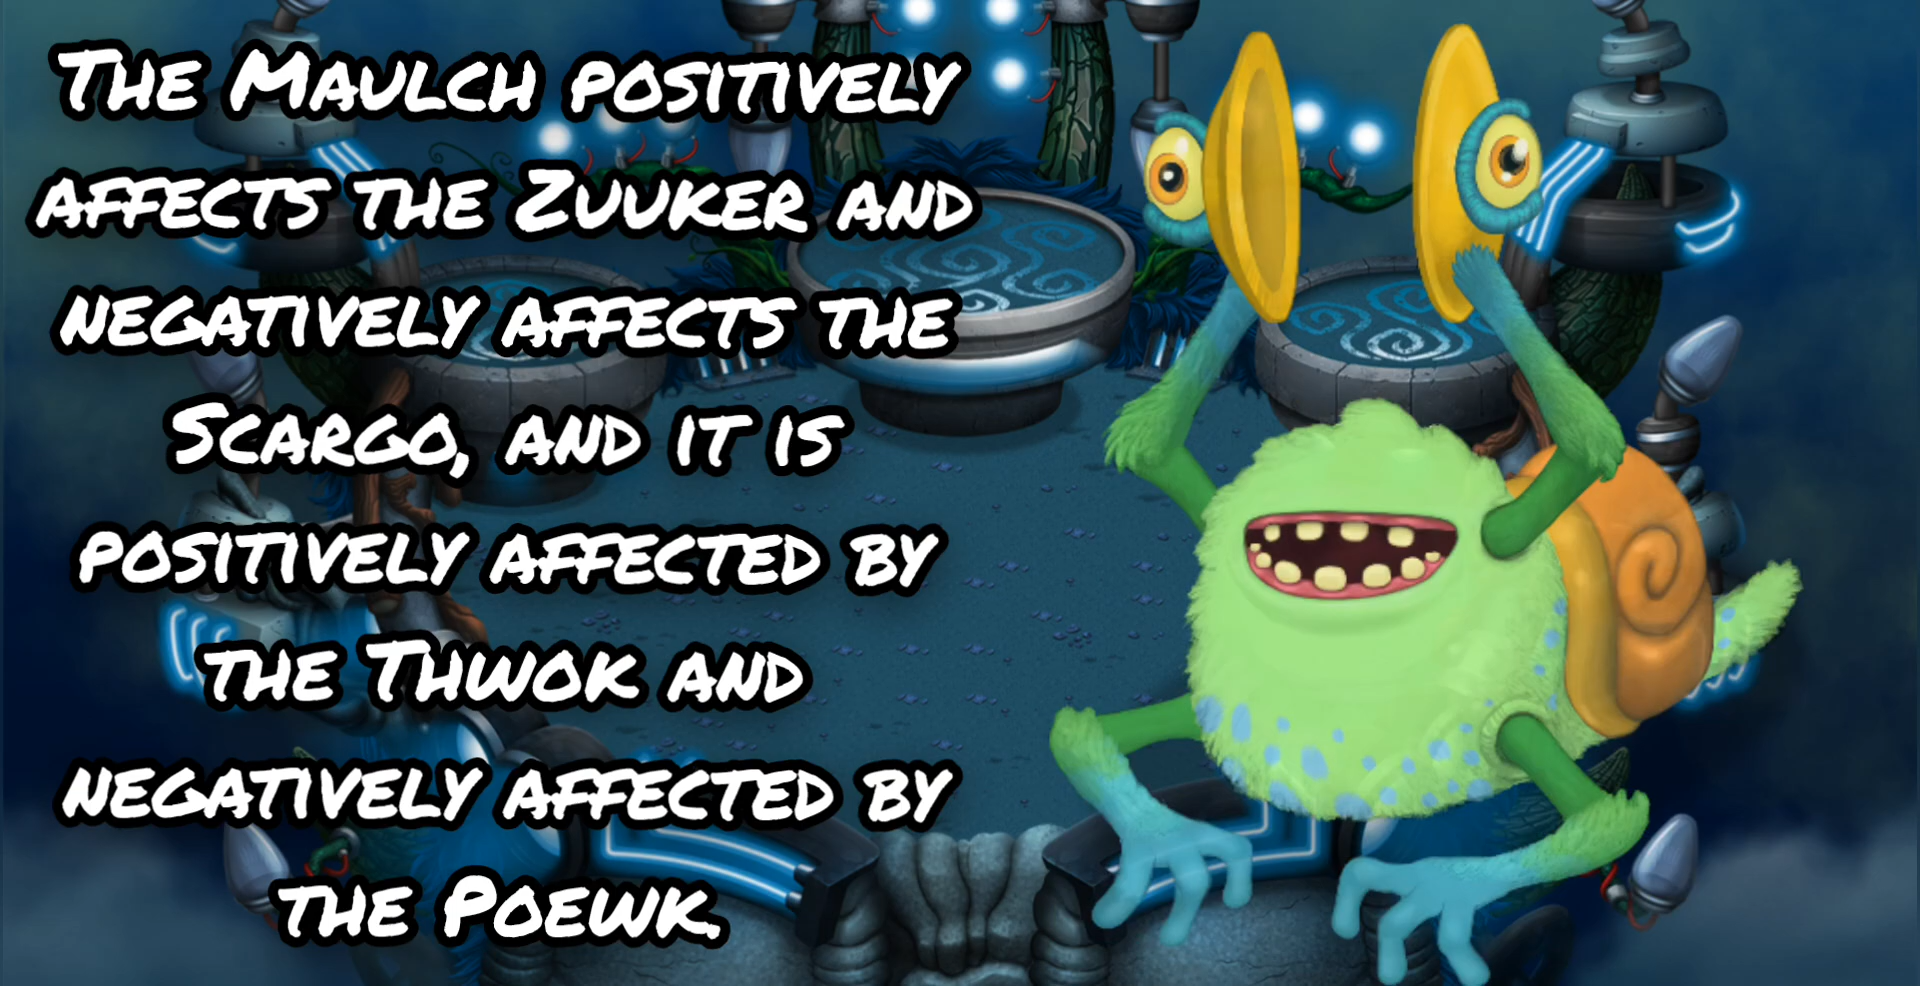 The Maulch positively
affects the Zuuker and
negatively affects the
Scargo, and it is
positively affected by
the Thwok and
negatively affected by
the Poewk.